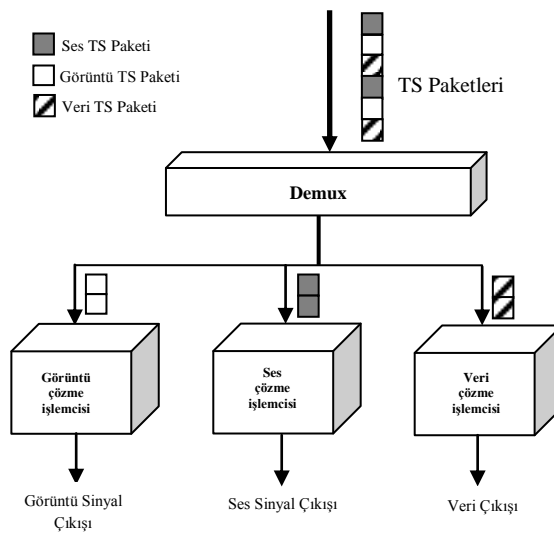 Ses TS Paketi
Görüntü TS Paketi
Veri TS Paketi
TS Paketleri
Demux
Görüntü
çözme
işlemcisi
Ses
çözme
işlemcisi
Veri
çözme
işlemcisi
Görüntü Sinyal
Çıkışı
Ses Sinyal Çıkışı
Veri Çıkışı